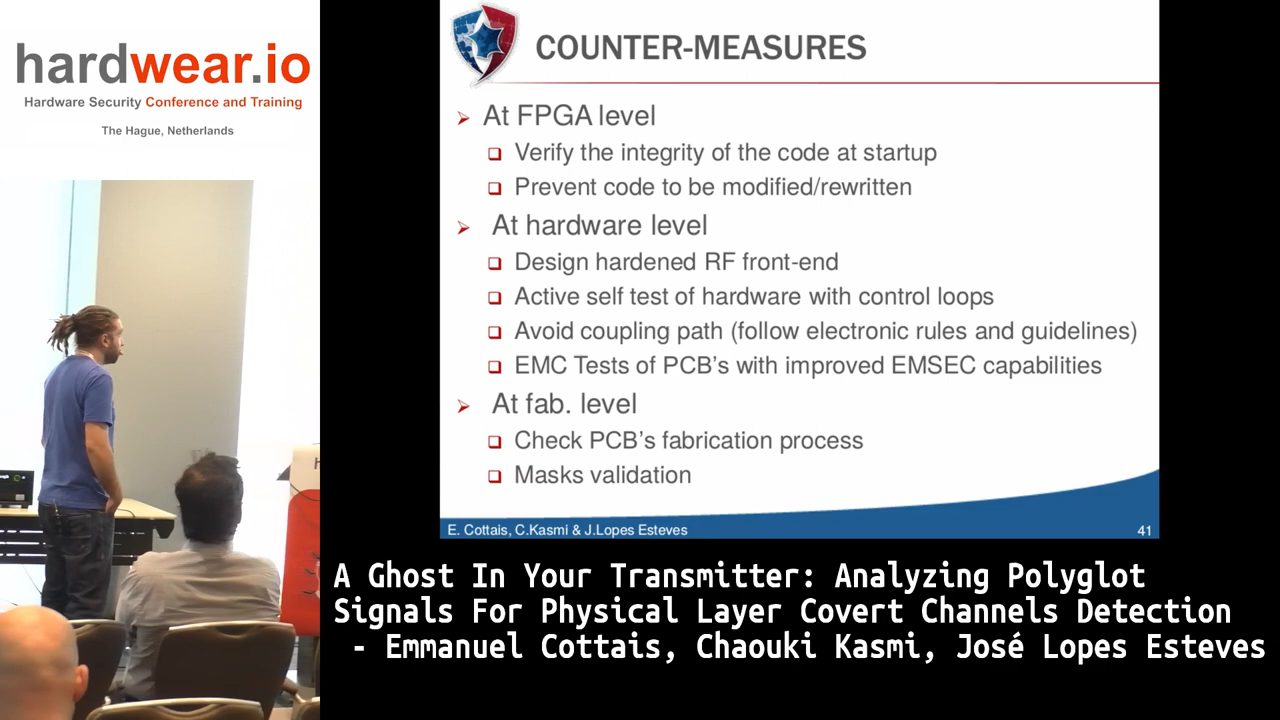 hardwear.io
Hardware Security Conference and Training
The Hague, Netherlands
COUNTER-MEASURES
At FPGA level
Verify the integrity of the code at startup
Prevent code to be modified/rewritten
At hardware level
Design hardened RF front-end
Active self test of hardware with control loops
Avoid coupling path (follow electronic rules and guidelines)
EMC Tests of PCB's with improved EMSEC capabilities
At fab. level
Check PCB's fabrication process
Masks validation
E. Cottais, C.Kasmi & J.Lopes Esteves
41
A Ghost In Your Transmitter: Analyzing Polyglot
Signals For Physical Layer Covert Channels Detection
- Emmanuel Cottais, Chaouki Kasmi, José Lopes Esteves